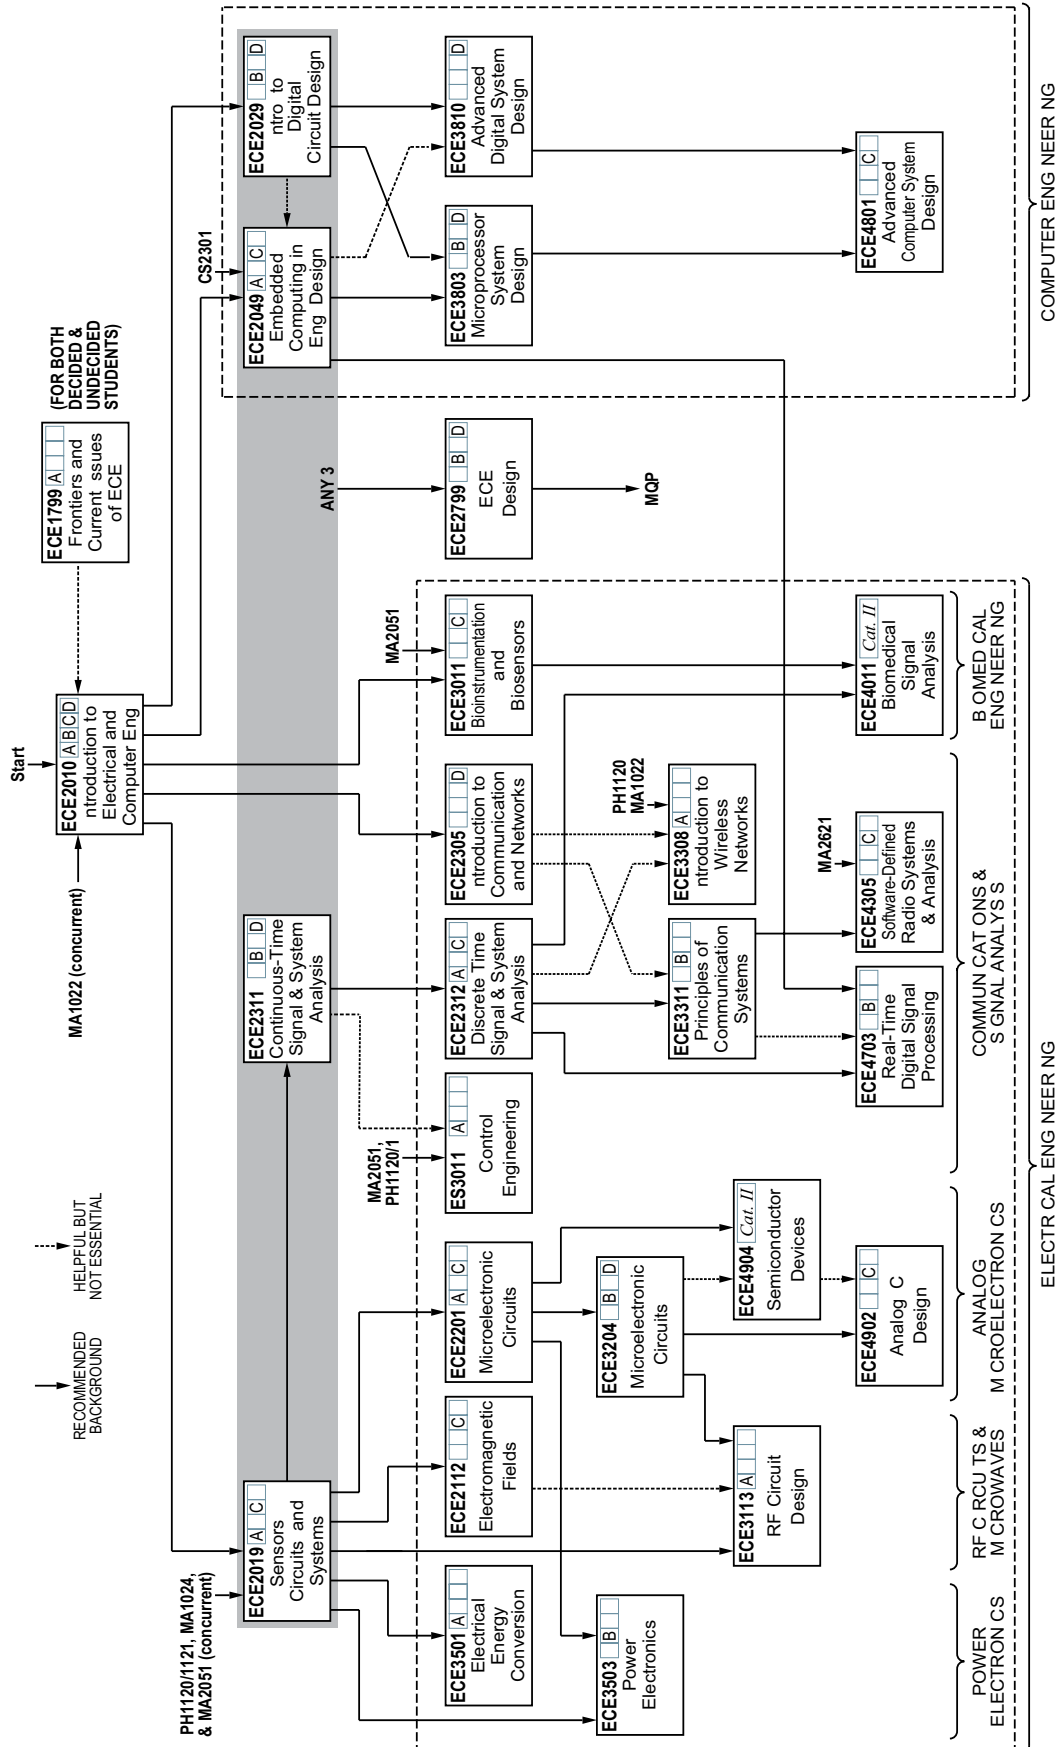 Start
MA1022 (concurrent)
ECE2010 A B C D
ntroduction to
Electrical and
Computer Eng
ECE1799 A
Frontiers and
Current ssues
of ECE
(FOR BOTH
DECIDED &
UNDECIDED
STUDENTS)
RECOMMENDED
BACKGROUND
HELPFUL BUT
NOT ESSENTIAL
PH1120/1121, MA1024,
& MA2051 (concurrent)
ECE2019 A C
Sensors
Circuits and
Systems
ECE2311 B D
Continuous-Time
Signal & System
Analysis
CS2301
ECE2049 A C
Embedded
Computing in
Eng Design
ECE2029 B D
ntro to
Digital
Circuit Design
ANY 3
ECE3501 A
Electrical
Energy
Conversion
ECE2112 C
Electromagnetic
Fields
ECE2201 A C
Microelectronic
Circuits
MA2051,
PH1120/1
ES3011 A
Control
Engineering
ECE2312 A C
Discrete Time
Signal & System
Analysis
ECE2305 D
ntroduction to
Communication
and Networks
MA2051
ECE3011 C
Bioinstrumentation
and
Biosensors
ECE2799 B D
ECE
Design
MQP
ECE3803 B D
Microprocessor
System
Design
ECE3810 D
Advanced
Digital System
Design
ECE3503 B
Power
Electronics
ECE3204 B D
Microelectronic
Circuits
ECE3311 B
Principles of
Communication
Systems
PH1120
MA1022
ECE3308 A
ntroduction to
Wireless
Networks
ECE3113 A
RF Circuit
Design
ECE4904 Cat. II
Semiconductor
Devices
ECE4902 C
Analog C
Design
ECE4703 B
Real-Time
Digital Signal
Processing
MA2621
ECE4305 C
Software-Defined
Radio Systems
& Analysis
ECE4011 Cat. II
Biomedical
Signal
Analysis
ECE4801 C
Advanced
Computer System
Design
POWER
ELECTRON CS
RF C RCU TS &
M CROWAVES
ANALOG
M CROELECTRON CS
COMMUN CAT ONS &
S GNAL ANALYS S
B OMED CAL
ENG NEER NG
ELECTR CAL ENG NEER NG
COMPUTER ENG NEER NG